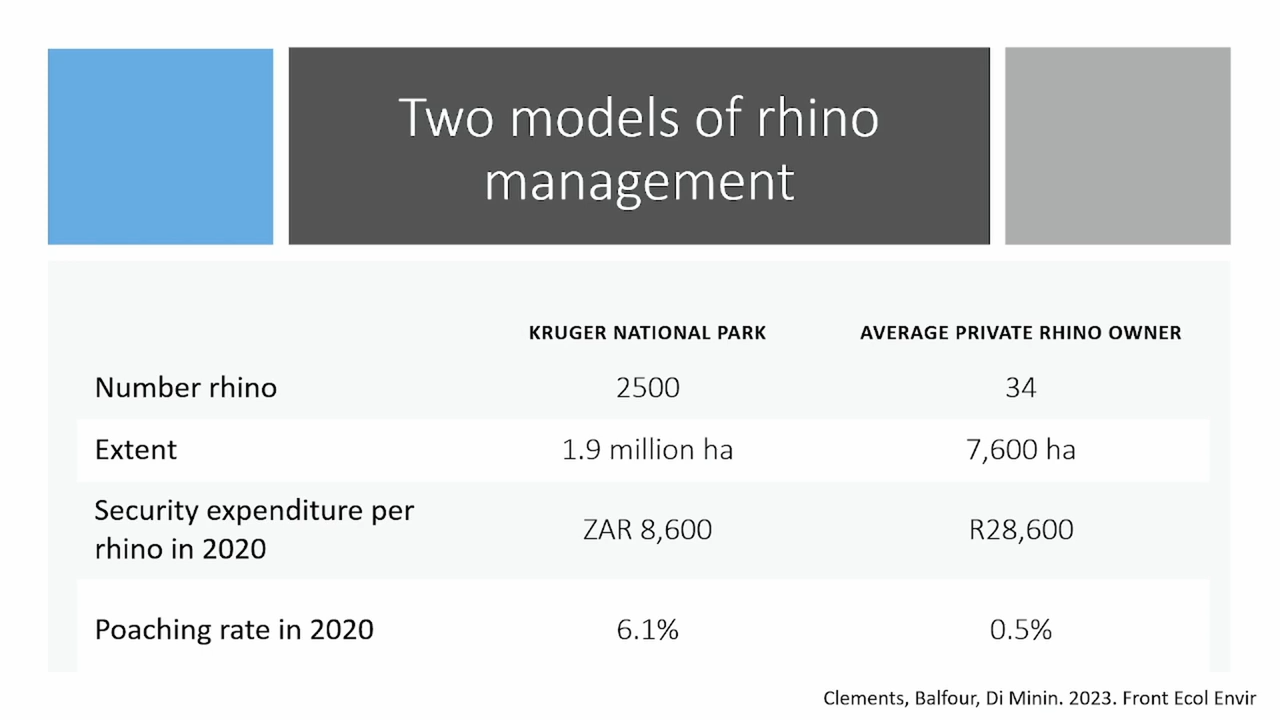 Two models of rhino
management
KRUGER NATIONAL PARK AVERAGE PRIVATE RHINO OWNER
Number rhino 2500 34
Extent 1.9 million ha 7,600 ha
Security expenditure per
rhino in 2020 ZAR 8,600 R28,600
Poaching rate in 2020 6.1% 0.5%
Clements, Balfour, Di Minin. 2023. Front Ecol Envir